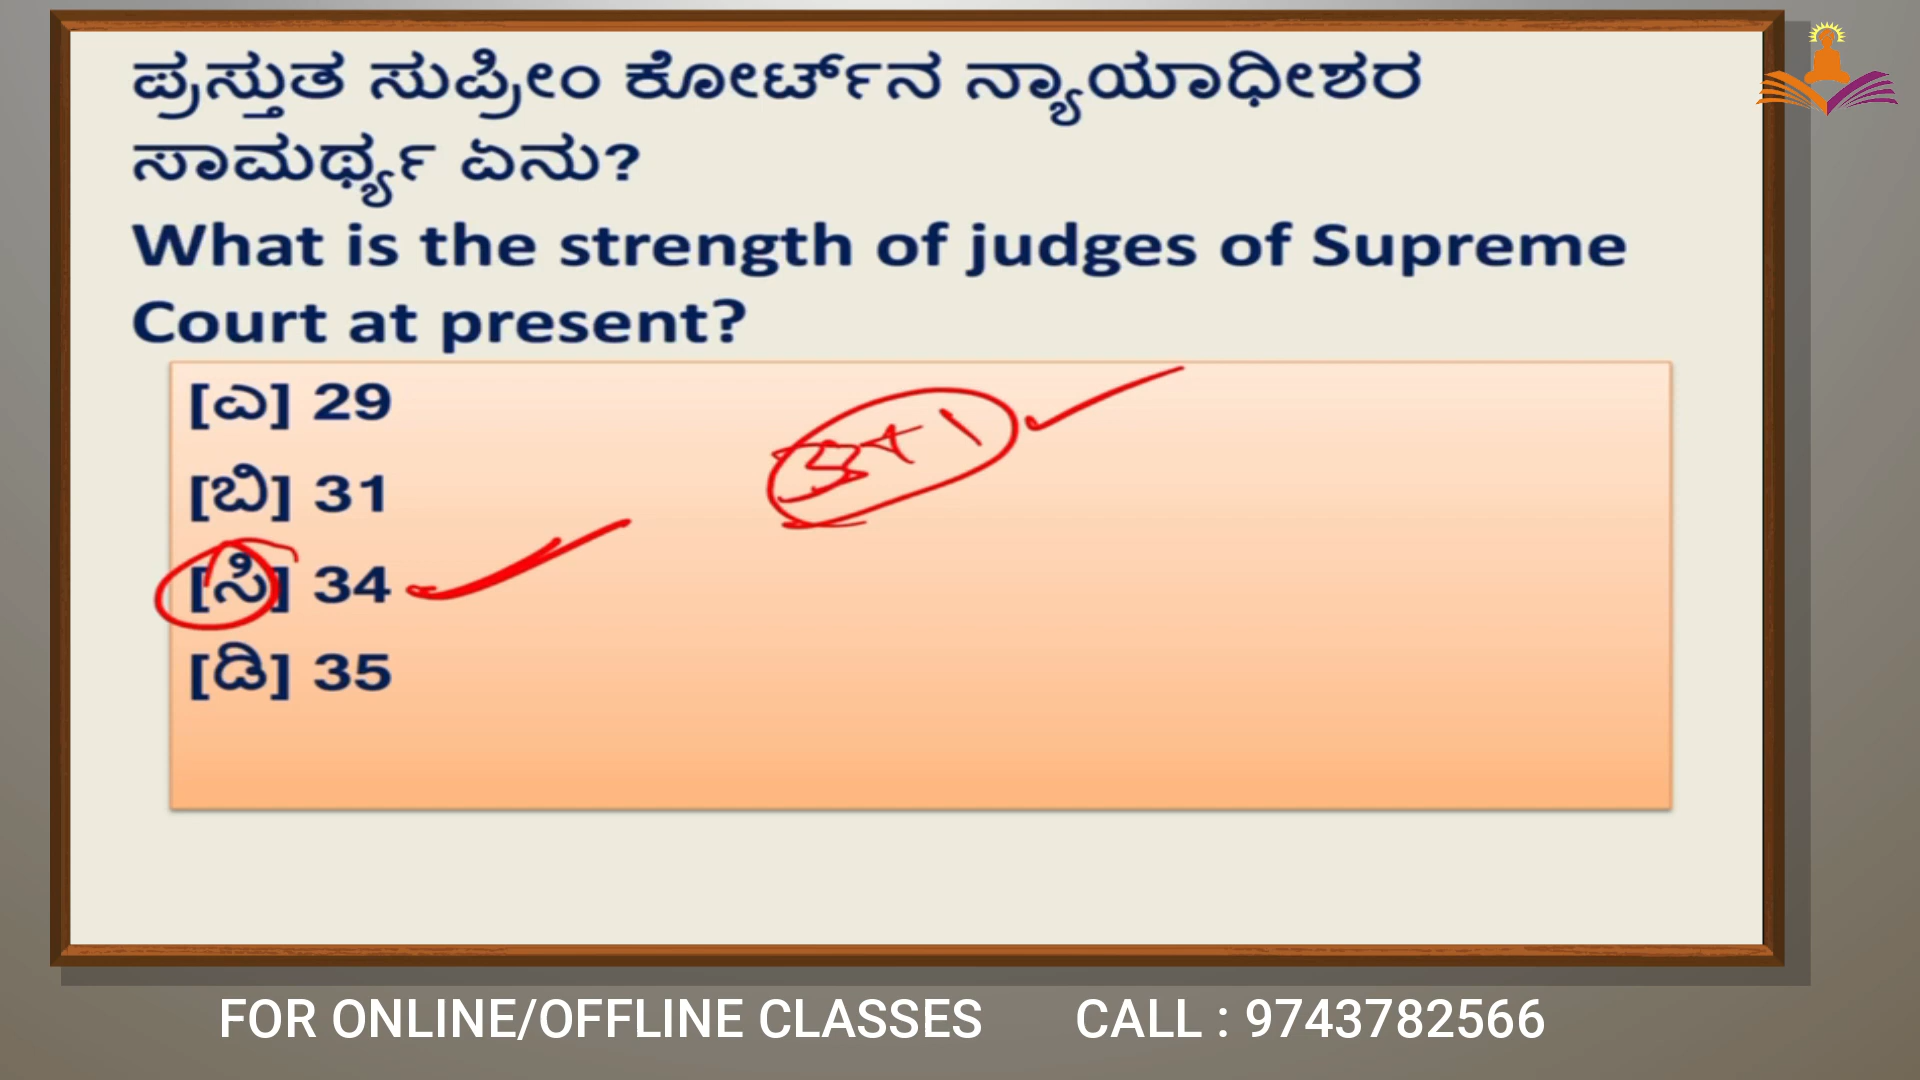 ಪ್ರಸ್ತುತ ಸುಪ್ರೀಂ ಕೋರ್ಟ್‌ನ ನ್ಯಾಯಾಧೀಶರ
ಸಾಮರ್ಥ್ಯ ಏನು?
What is the strength of judges of Supreme
Court at present?
[ಎ] 29
[ಬಿ] 31
[ಸಿ] 34
[ಡಿ] 35
33+1
FOR ONLINE/OFFLINE CLASSES CALL : 9743782566